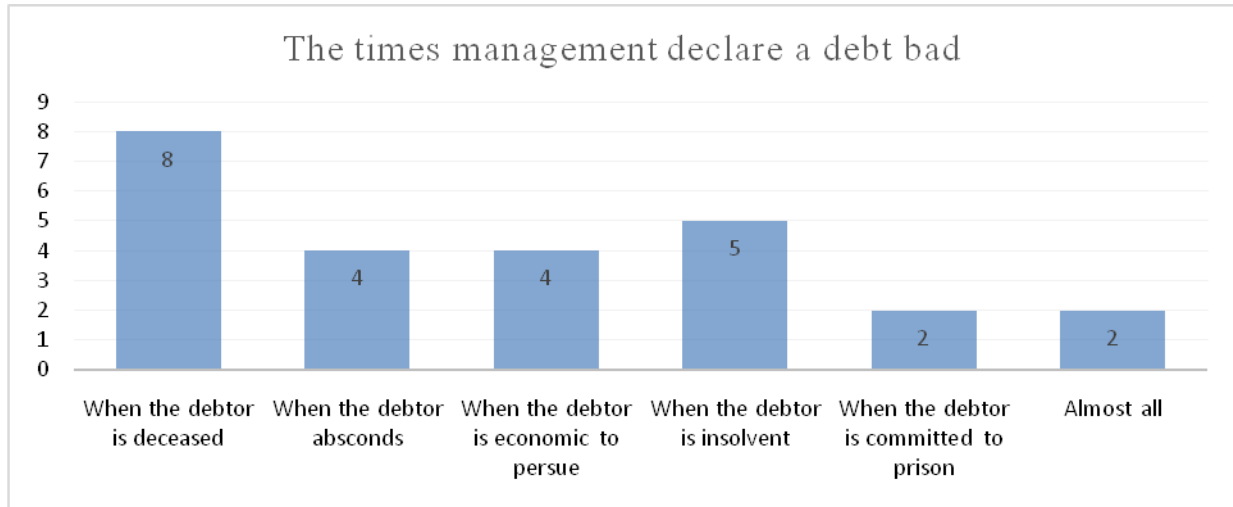 The times management declare a debt bad
9
8
7
6
5
4
3
2
1
0
8
4
4
5
2
2
When the debtor
is deceased
When the debtor
absconds
When the debtor
is economic to
persue
When the debtor
is insolvent
When the debtor
is committed to
prison
Almost all